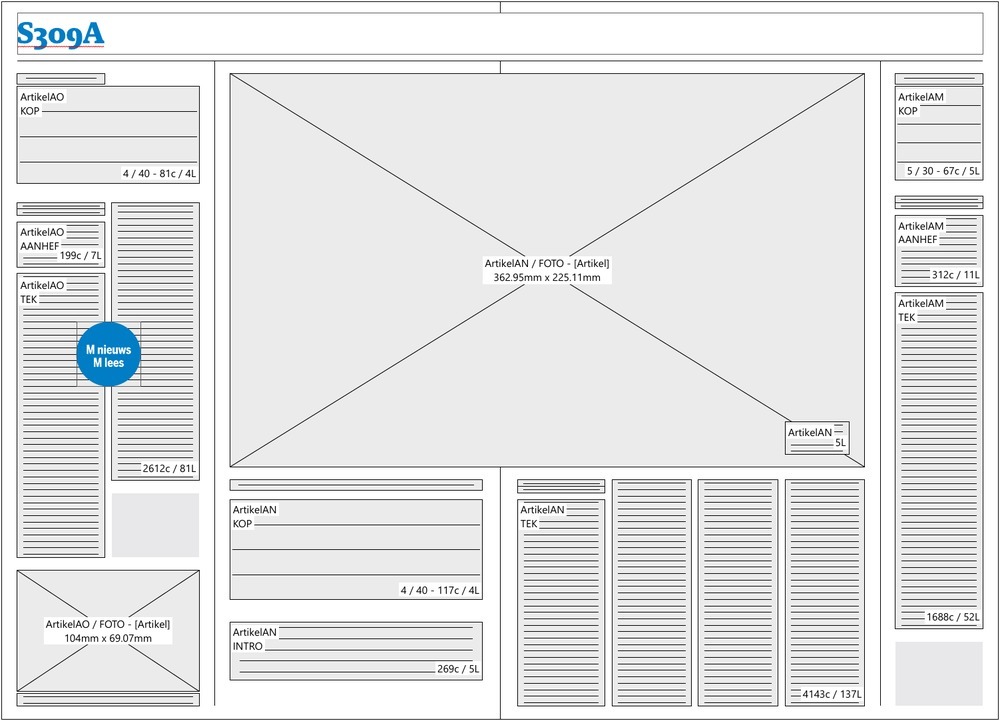 S309A
ArtikelAO
KOP
4 / 40 - 81c / 4L
ArtikelAO
AANHEF
199c / 7L
ArtikelAO
TEK
M nieuws
M lees
2612c / 81L
ArtikelAO / FOTO - [Artikel]
104mm x 69.07mm
ArtikelAN / FOTO - [Artikel]
362.95mm x 225.11mm
ArtikelAN
5L
ArtikelAN
KOP
4 / 40 - 117c / 4L
ArtikelAN
INTRO
269c / 5L
ArtikelAN
TEK
4143c / 137L
ArtikelAM
KOP
5 / 30 - 67c / 5L
ArtikelAM
AANHEF
312c / 11L
ArtikelAM
TEK
1688c / 52L